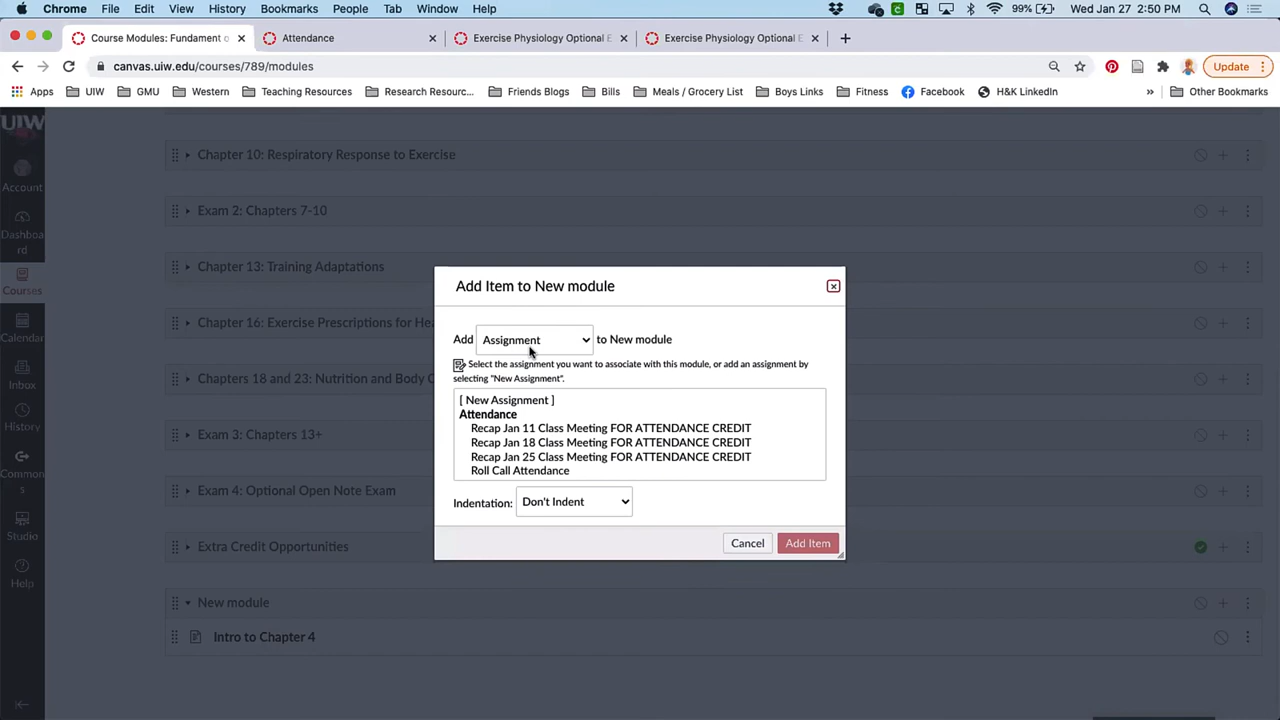 Chrome File Edit View History Bookmarks People Tab Window Help 99% Wed Jan 27 2:50 PM
Course Modules: Fundament o Attendance Exercise Physiology Optional E Exercise Physiology Optional E
canvas.uiw.edu/courses/789/modules Update
Apps UIW GMU Western Teaching Resources Research Resourc... Friends Blogs Bills Meals / Grocery List Boys Links Fitness Facebook H&K LinkedIn » Other Bookmarks
UIW
Account
Dashboa
rd
Courses
Calendar
Inbox
History
Common
s
Studio
Help
Chapter 10: Respiratory Response to Exercise
Exam 2: Chapters 7-10
Chapter 13: Training Adaptations
Chapter 16: Exercise Prescriptions for Hea
Chapters 18 and 23: Nutrition and Body C
Exam 3: Chapters 13+
Exam 4: Optional Open Note Exam
Extra Credit Opportunities
New module
Intro to Chapter 4
Add Item to New module
Add Assignment to New module
Select the assignment you want to associate with this module, or add an assignment by
selecting "New Assignment".
[ New Assignment ]
Attendance
Recap Jan 11 Class Meeting FOR ATTENDANCE CREDIT
Recap Jan 18 Class Meeting FOR ATTENDANCE CREDIT
Recap Jan 25 Class Meeting FOR ATTENDANCE CREDIT
Roll Call Attendance
Indentation: Don't Indent
Cancel Add Item